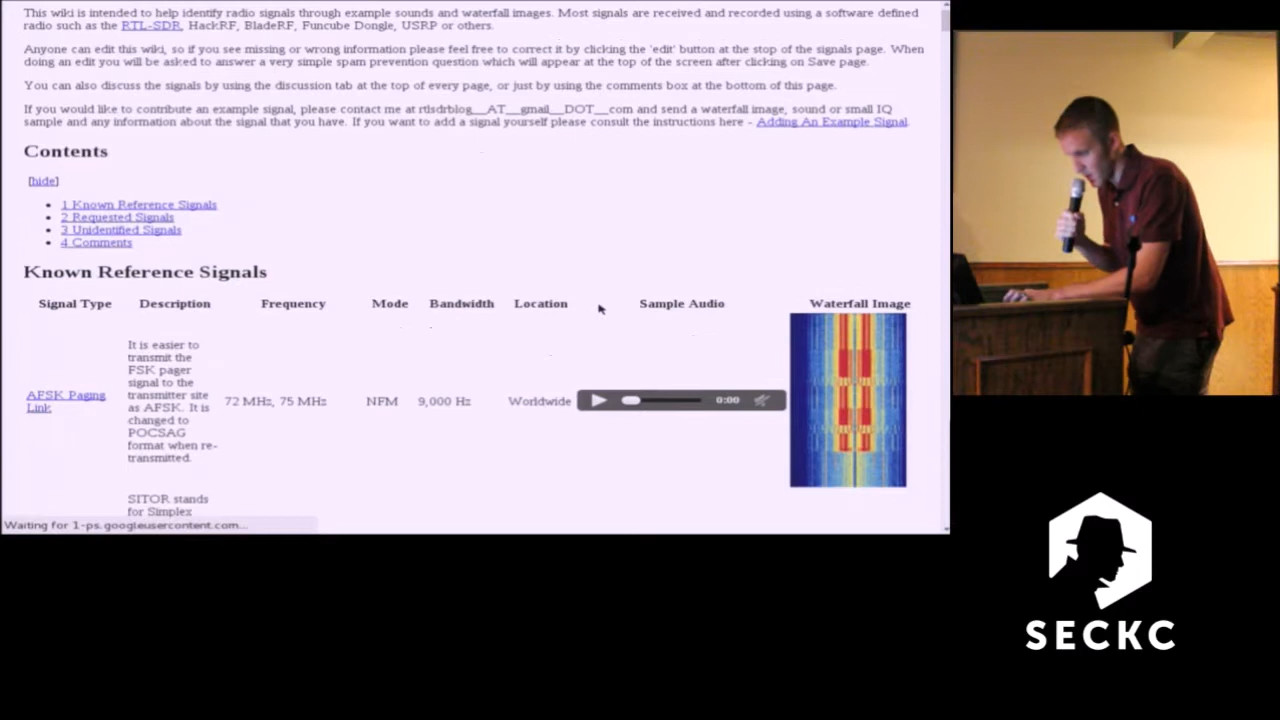 This wiki is intended to help identify radio signals through example sounds and waterfall images. Most signals are received and recorded using a software defined
radio such as the RTL-SDR, HackRF, BladeRF, Funcube Dongle, USRP or others.
Anyone can edit this wiki, so if you see missing or wrong information please feel free to correct it by clicking the 'edit' button at the stop of the signals page. When
doing an edit you will be asked to answer a very simple spam prevention question which will appear at the top of the screen after clicking on Save page.
You can also discuss the signals by using the discussion tab at the top of every page, or just by using the comments box at the bottom of this page.
If you would like to contribute an example signal, please contact me at rtlsdrblog__AT__gmail__DOT__com and send a waterfall image, sound or small IQ
sample and any information about the signal that you have. If you want to add a signal yourself please consult the instructions here - Adding An Example Signal.
Contents
[hide]
• 1 Known Reference Signals
• 2 Requested Signals
• 3 Unidentified Signals
• 4 Comments
Known Reference Signals
Signal Type Description Frequency Mode Bandwidth Location Sample Audio Waterfall Image
It is easier to
transmit the
FSK pager
signal to the
transmitter site
as AFSK. It is
changed to
POCSAG
format when re-
transmitted.
AFSK Paging
Link
72 MHz, 75 MHz NFM 9,000 Hz Worldwide 0:00
SITOR stands
for Simplex
Waiting for 1-ps.googleusercontent.com...
SECKC